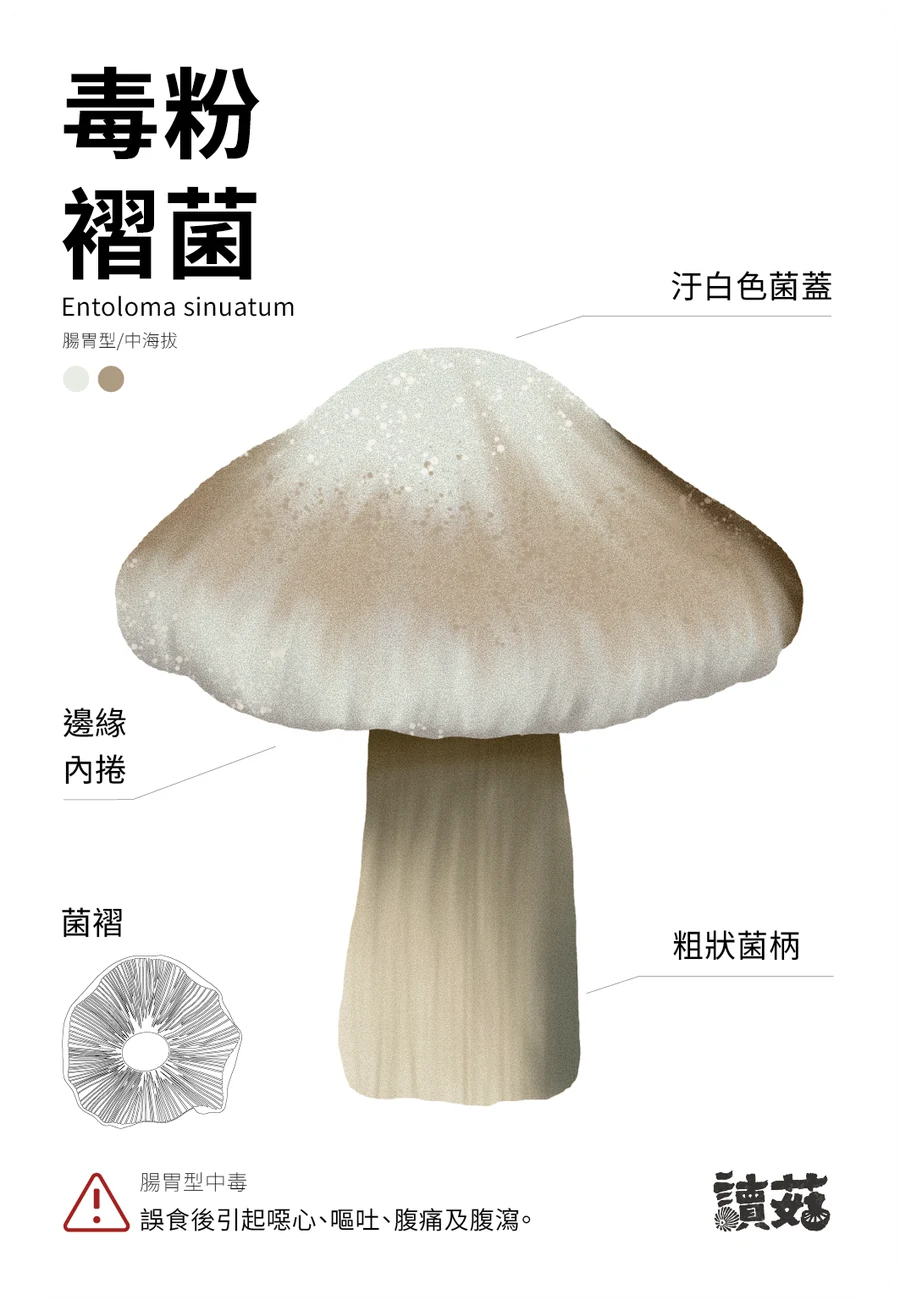 毒粉
褶菌
Entoloma sinuatum
腸胃型/中海拔
汙白色菌蓋
邊緣
內捲
菌褶
粗狀菌柄
腸胃型中毒
誤食後引起噁心、嘔吐、腹痛及腹瀉。
讀菇